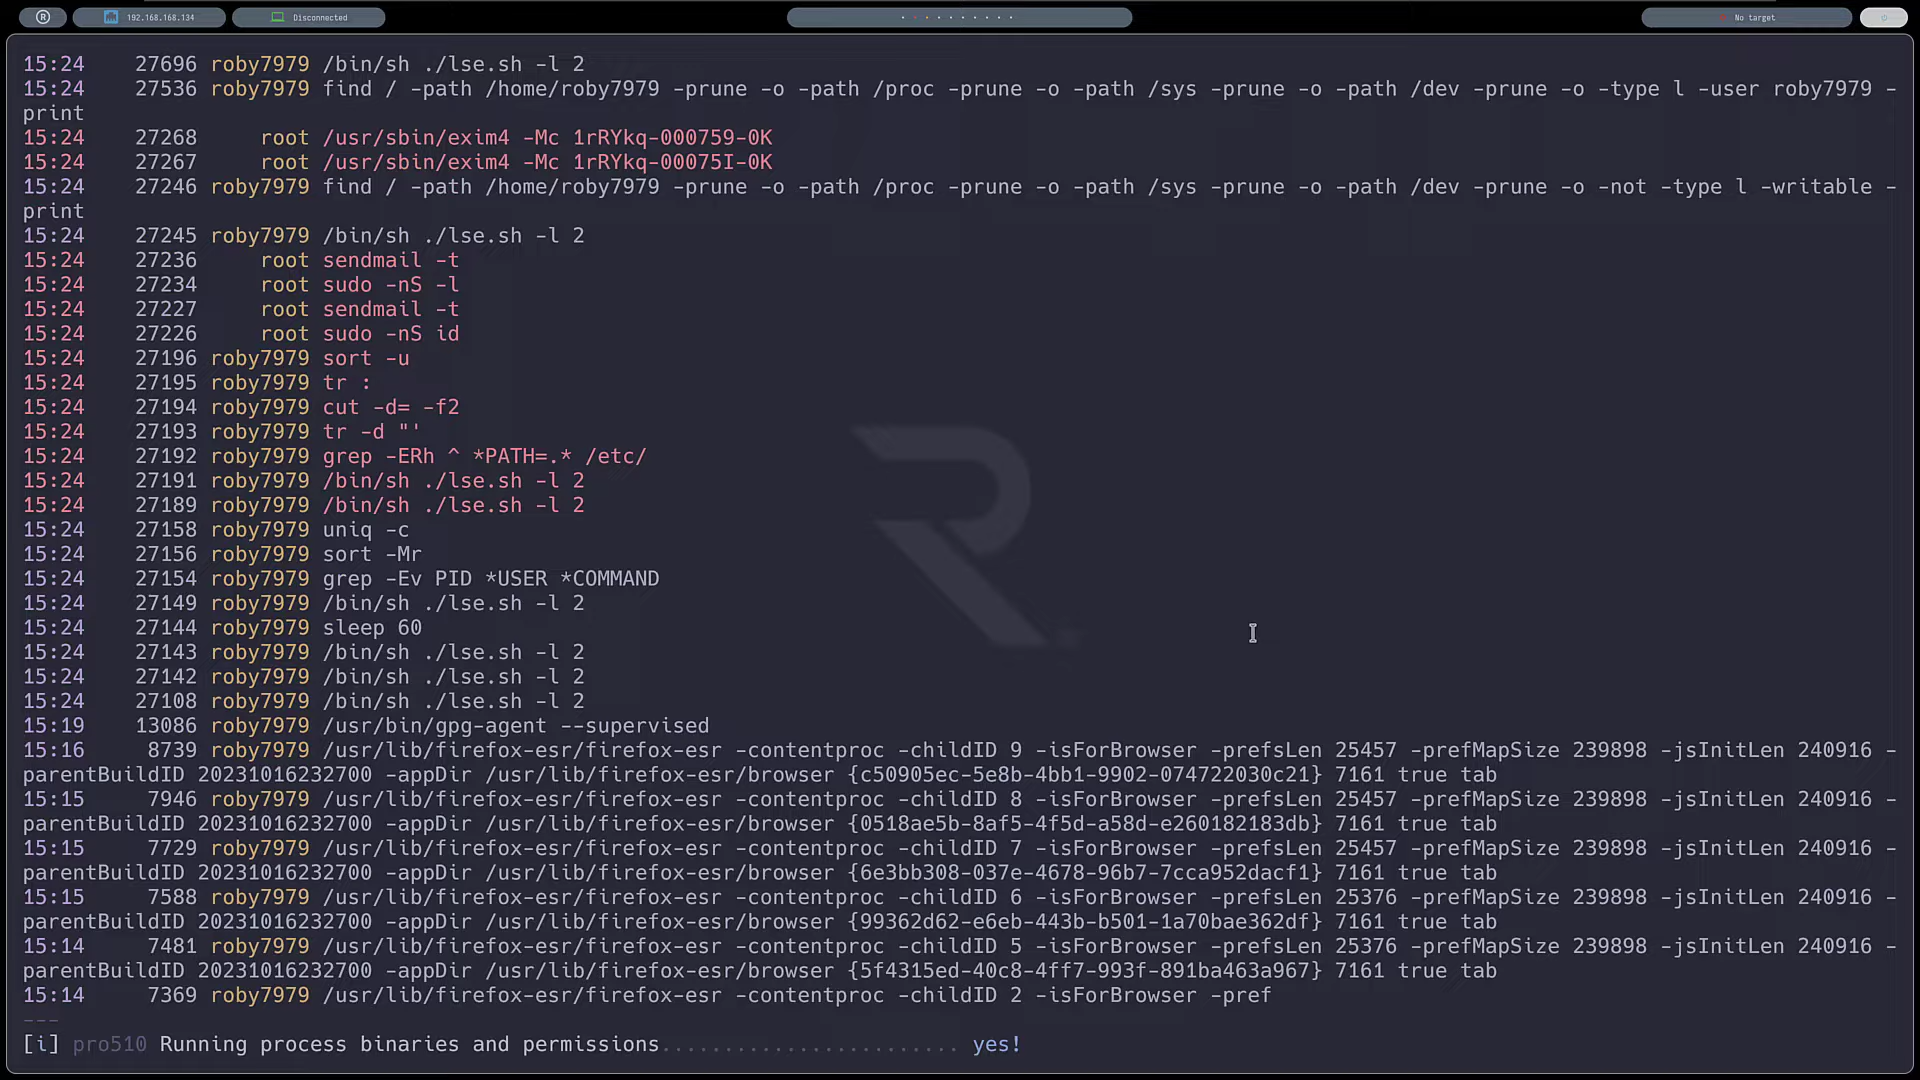 192.168.168.134
Disconnected
No target
15:24    27696 roby7979 /bin/sh ./lse.sh -l 2
15:24    27536 roby7979 find / -path /home/roby7979 -prune -o -path /proc -prune -o -path /sys -prune -o -path /dev -prune -o -type l -user roby7979 -
print
15:24    27268     root /usr/sbin/exim4 -Mc 1rRYkq-000759-0K
15:24    27267     root /usr/sbin/exim4 -Mc 1rRYkq-00075I-0K
15:24    27246 roby7979 find / -path /home/roby7979 -prune -o -path /proc -prune -o -path /sys -prune -o -path /dev -prune -o -not -type l -writable -
print
15:24    27245 roby7979 /bin/sh ./lse.sh -l 2
15:24    27236     root sendmail -t
15:24    27234     root sudo -nS -l
15:24    27227     root sendmail -t
15:24    27226     root sudo -nS id
15:24    27196 roby7979 sort -u
15:24    27195 roby7979 tr :
15:24    27194 roby7979 cut -d= -f2
15:24    27193 roby7979 tr -d "'
15:24    27192 roby7979 grep -ERh ^ *PATH=.* /etc/
15:24    27191 roby7979 /bin/sh ./lse.sh -l 2
15:24    27189 roby7979 /bin/sh ./lse.sh -l 2
15:24    27158 roby7979 uniq -c
15:24    27156 roby7979 sort -Mr
15:24    27154 roby7979 grep -Ev PID *USER *COMMAND
15:24    27149 roby7979 /bin/sh ./lse.sh -l 2
15:24    27144 roby7979 sleep 60
15:24    27143 roby7979 /bin/sh ./lse.sh -l 2
15:24    27142 roby7979 /bin/sh ./lse.sh -l 2
15:24    27108 roby7979 /bin/sh ./lse.sh -l 2
15:19    13086 roby7979 /usr/bin/gpg-agent --supervised
15:16     8739 roby7979 /usr/lib/firefox-esr/firefox-esr -contentproc -childID 9 -isForBrowser -prefsLen 25457 -prefMapSize 239898 -jsInitLen 240916 -
parentBuildID 20231016232700 -appDir /usr/lib/firefox-esr/browser {c50905ec-5e8b-4bb1-9902-074722030c21} 7161 true tab
15:15     7946 roby7979 /usr/lib/firefox-esr/firefox-esr -contentproc -childID 8 -isForBrowser -prefsLen 25457 -prefMapSize 239898 -jsInitLen 240916 -
parentBuildID 20231016232700 -appDir /usr/lib/firefox-esr/browser {0518ae5b-8af5-4f5d-a58d-e260182183db} 7161 true tab
15:15     7729 roby7979 /usr/lib/firefox-esr/firefox-esr -contentproc -childID 7 -isForBrowser -prefsLen 25457 -prefMapSize 239898 -jsInitLen 240916 -
parentBuildID 20231016232700 -appDir /usr/lib/firefox-esr/browser {6e3bb308-037e-4678-96b7-7cca952dacf1} 7161 true tab
15:15     7588 roby7979 /usr/lib/firefox-esr/firefox-esr -contentproc -childID 6 -isForBrowser -prefsLen 25376 -prefMapSize 239898 -jsInitLen 240916 -
parentBuildID 20231016232700 -appDir /usr/lib/firefox-esr/browser {99362d62-e6eb-443b-b501-1a70bae362df} 7161 true tab
15:14     7481 roby7979 /usr/lib/firefox-esr/firefox-esr -contentproc -childID 5 -isForBrowser -prefsLen 25376 -prefMapSize 239898 -jsInitLen 240916 -
parentBuildID 20231016232700 -appDir /usr/lib/firefox-esr/browser {5f4315ed-40c8-4ff7-993f-891ba463a967} 7161 true tab
15:14     7369 roby7979 /usr/lib/firefox-esr/firefox-esr -contentproc -childID 2 -isForBrowser -pref
---
[i] pro510 Running process binaries and permissions........................ yes!